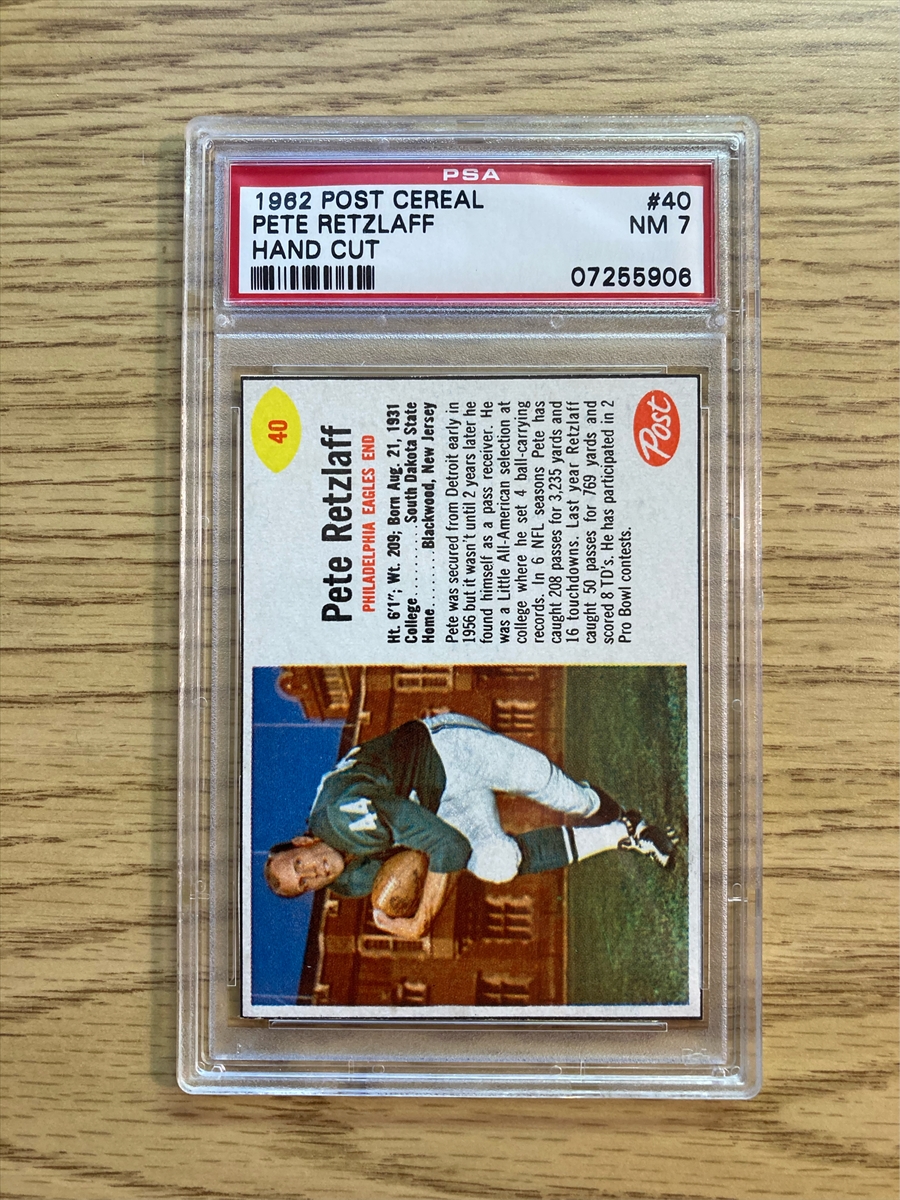 PSA
1962 POST CEREAL #40
PETE RETZLAFF NM 7
HAND CUT
07255906
40
Pete Retzlaff
PHILADELPHIA EAGLES END
Ht. 6'1"; Wt. 209; Born Aug. 21, 1931
College.......... South Dakota State
Home....... Blackwood, New Jersey
Pete was secured from Detroit early in
1956 but it wasn't until 2 years later he
found himself as a pass receiver. He
was a Little All-American selection at
college where he set 4 ball-carrying
records. In 6 NFL seasons Pete has
caught 208 passes for 3,235 yards and
16 touchdowns. Last year Retzlaff
caught 50 passes for 769 yards and
scored 8 TD's. He has participated in 2
Pro Bowl contests.
Post
44